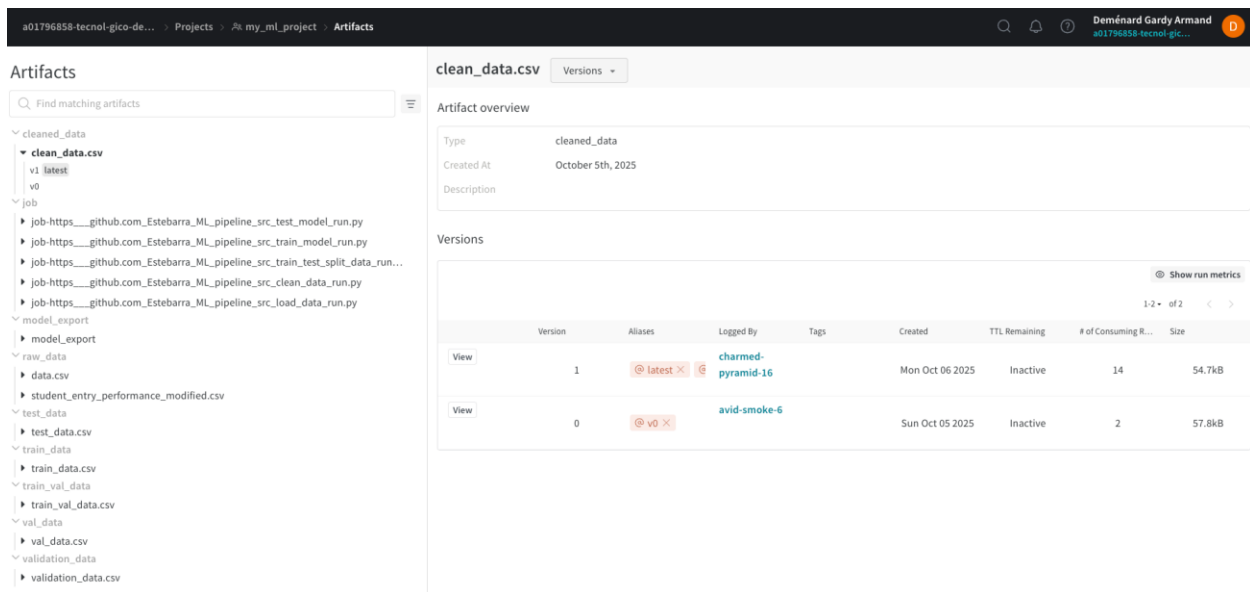 a01796858-tecnol-gico-de... > Projects > my_ml_project > Artifacts
Deménard Gardy Armand
a01796858-tecnol-gic...
D
Artifacts
Find matching artifacts
cleaned_data
clean_data.csv
v1 latest
v0
job
job-https___github.com_Estebarra_ML_pipeline_src_test_model_run.py
job-https___github.com_Estebarra_ML_pipeline_src_train_model_run.py
job-https___github.com_Estebarra_ML_pipeline_src_train_test_split_data_run...
job-https___github.com_Estebarra_ML_pipeline_src_clean_data_run.py
job-https___github.com_Estebarra_ML_pipeline_src_load_data_run.py
model_export
model_export
raw_data
data.csv
student_entry_performance_modified.csv
test_data
test_data.csv
train_data
train_data.csv
train_val_data
train_val_data.csv
val_data
val_data.csv
validation_data
validation_data.csv
clean_data.csv Versions
Artifact overview
Type cleaned_data
Created At October 5th, 2025
Description
Versions
Show run metrics
1-2 of 2 < >
Version Aliases Logged By Tags Created TTL Remaining # of Consuming R... Size
View 1 @ latest × @ charmed-pyramid-16 Mon Oct 06 2025 Inactive 14 54.7kB
View 0 @ v0 × avid-smoke-6 Sun Oct 05 2025 Inactive 2 57.8kB